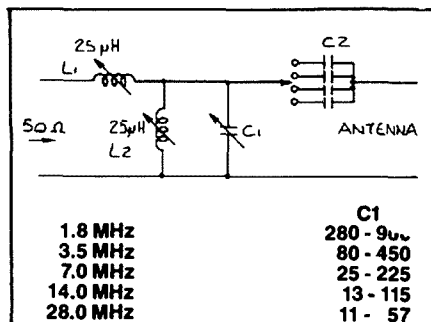 25 μH
L1
C2
50Ω
25μH
L2
C1
ANTENNA
C1
1.8 MHz 280 -
3.5 MHz 80 - 450
7.0 MHz 25 - 225
14.0 MHz 13 - 115
28.0 MHz 11 - 57